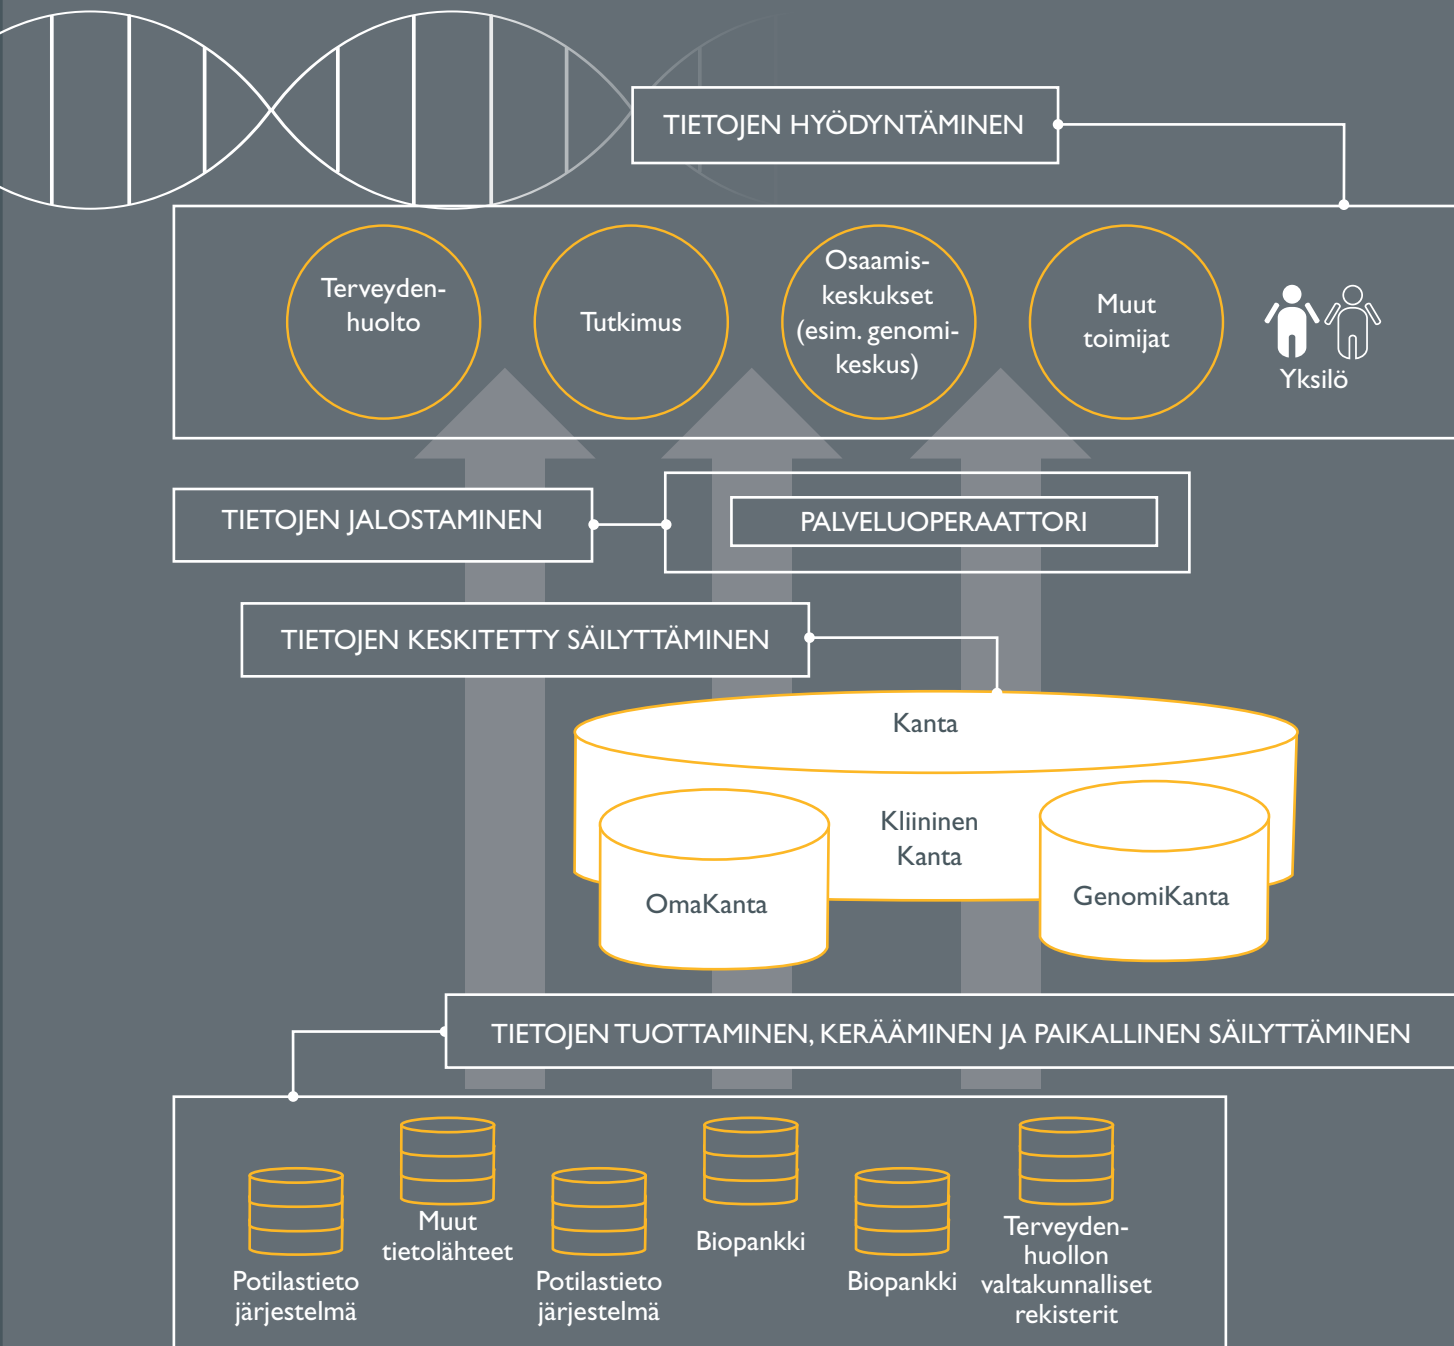 TIETOJEN HYÖDYNTÄMINEN
Terveyden-
huolto
Tutkimus
Osaamis-
keskukset
(esim. genomi-
keskus)
Muut
toimijat
Yksilö
TIETOJEN JALOSTAMINEN
PALVELUOPERAATTORI
TIETOJEN KESKITETTY SÄILYTTÄMINEN
Kanta
Kliininen
Kanta
OmaKanta
GenomiKanta
TIETOJEN TUOTTAMINEN, KERÄÄMINEN JA PAIKALLINEN SÄILYTTÄMINEN
Potilastieto
järjestelmä
Muut
tietolähteet
Potilastieto
järjestelmä
Biopankki
Biopankki
Terveyden-
huollon
valtakunnalliset
rekisterit